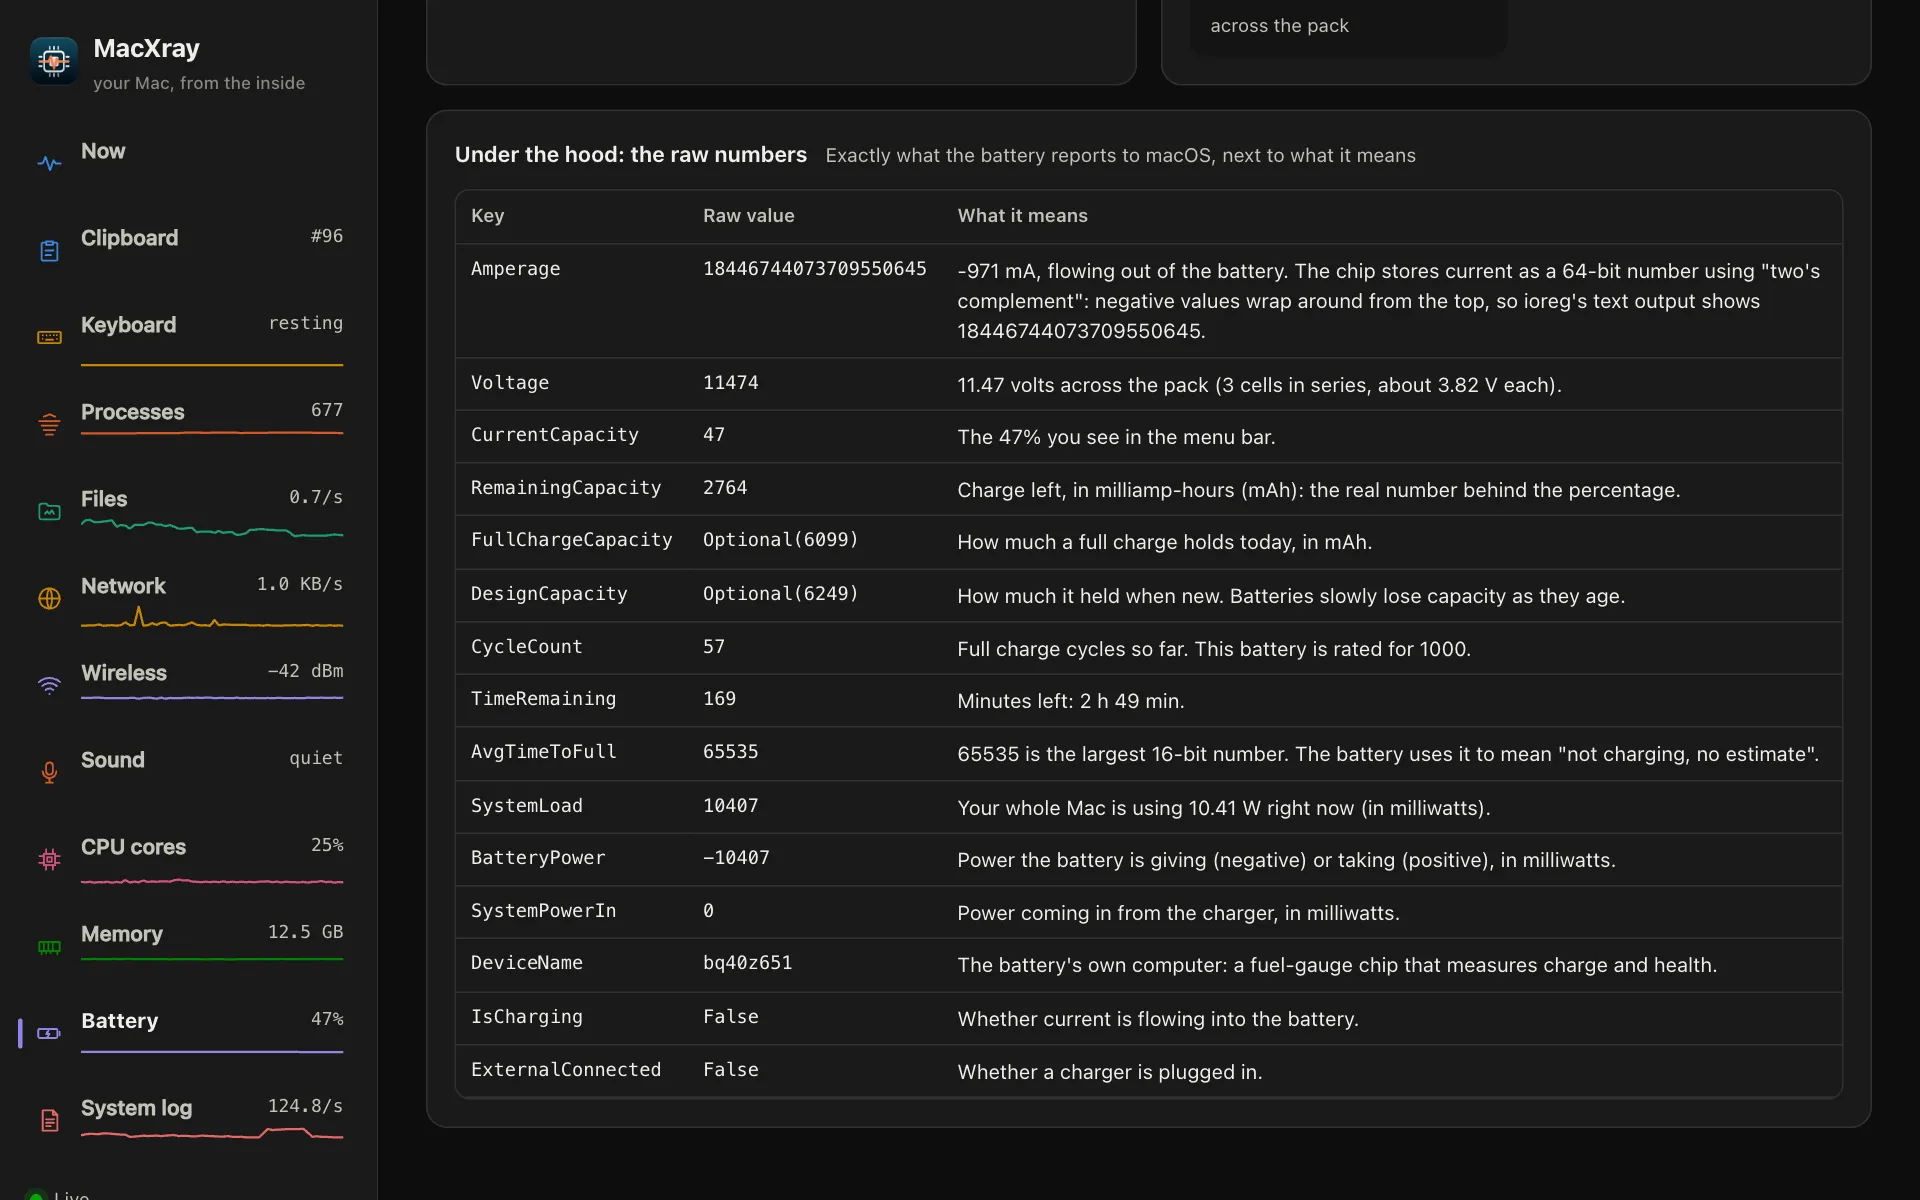 MacXray
your Mac, from the inside
Now
Clipboard #96
Keyboard resting
Processes 677
Files 0.7/s
Network 1.0 KB/s
Wireless −42 dBm
Sound quiet
CPU cores 25%
Memory 12.5 GB
Battery 47%
System log 124.8/s
Live
across the pack
Under the hood: the raw numbers Exactly what the battery reports to macOS, next to what it means
Key Raw value What it means
Amperage 18446744073709550645 -971 mA, flowing out of the battery. The chip stores current as a 64-bit number using "two's
complement": negative values wrap around from the top, so ioreg's text output shows
18446744073709550645.
Voltage 11474 11.47 volts across the pack (3 cells in series, about 3.82 V each).
CurrentCapacity 47 The 47% you see in the menu bar.
RemainingCapacity 2764 Charge left, in milliamp-hours (mAh): the real number behind the percentage.
FullChargeCapacity Optional(6099) How much a full charge holds today, in mAh.
DesignCapacity Optional(6249) How much it held when new. Batteries slowly lose capacity as they age.
CycleCount 57 Full charge cycles so far. This battery is rated for 1000.
TimeRemaining 169 Minutes left: 2 h 49 min.
AvgTimeToFull 65535 65535 is the largest 16-bit number. The battery uses it to mean "not charging, no estimate".
SystemLoad 10407 Your whole Mac is using 10.41 W right now (in milliwatts).
BatteryPower −10407 Power the battery is giving (negative) or taking (positive), in milliwatts.
SystemPowerIn 0 Power coming in from the charger, in milliwatts.
DeviceName bq40z651 The battery's own computer: a fuel-gauge chip that measures charge and health.
IsCharging False Whether current is flowing into the battery.
ExternalConnected False Whether a charger is plugged in.